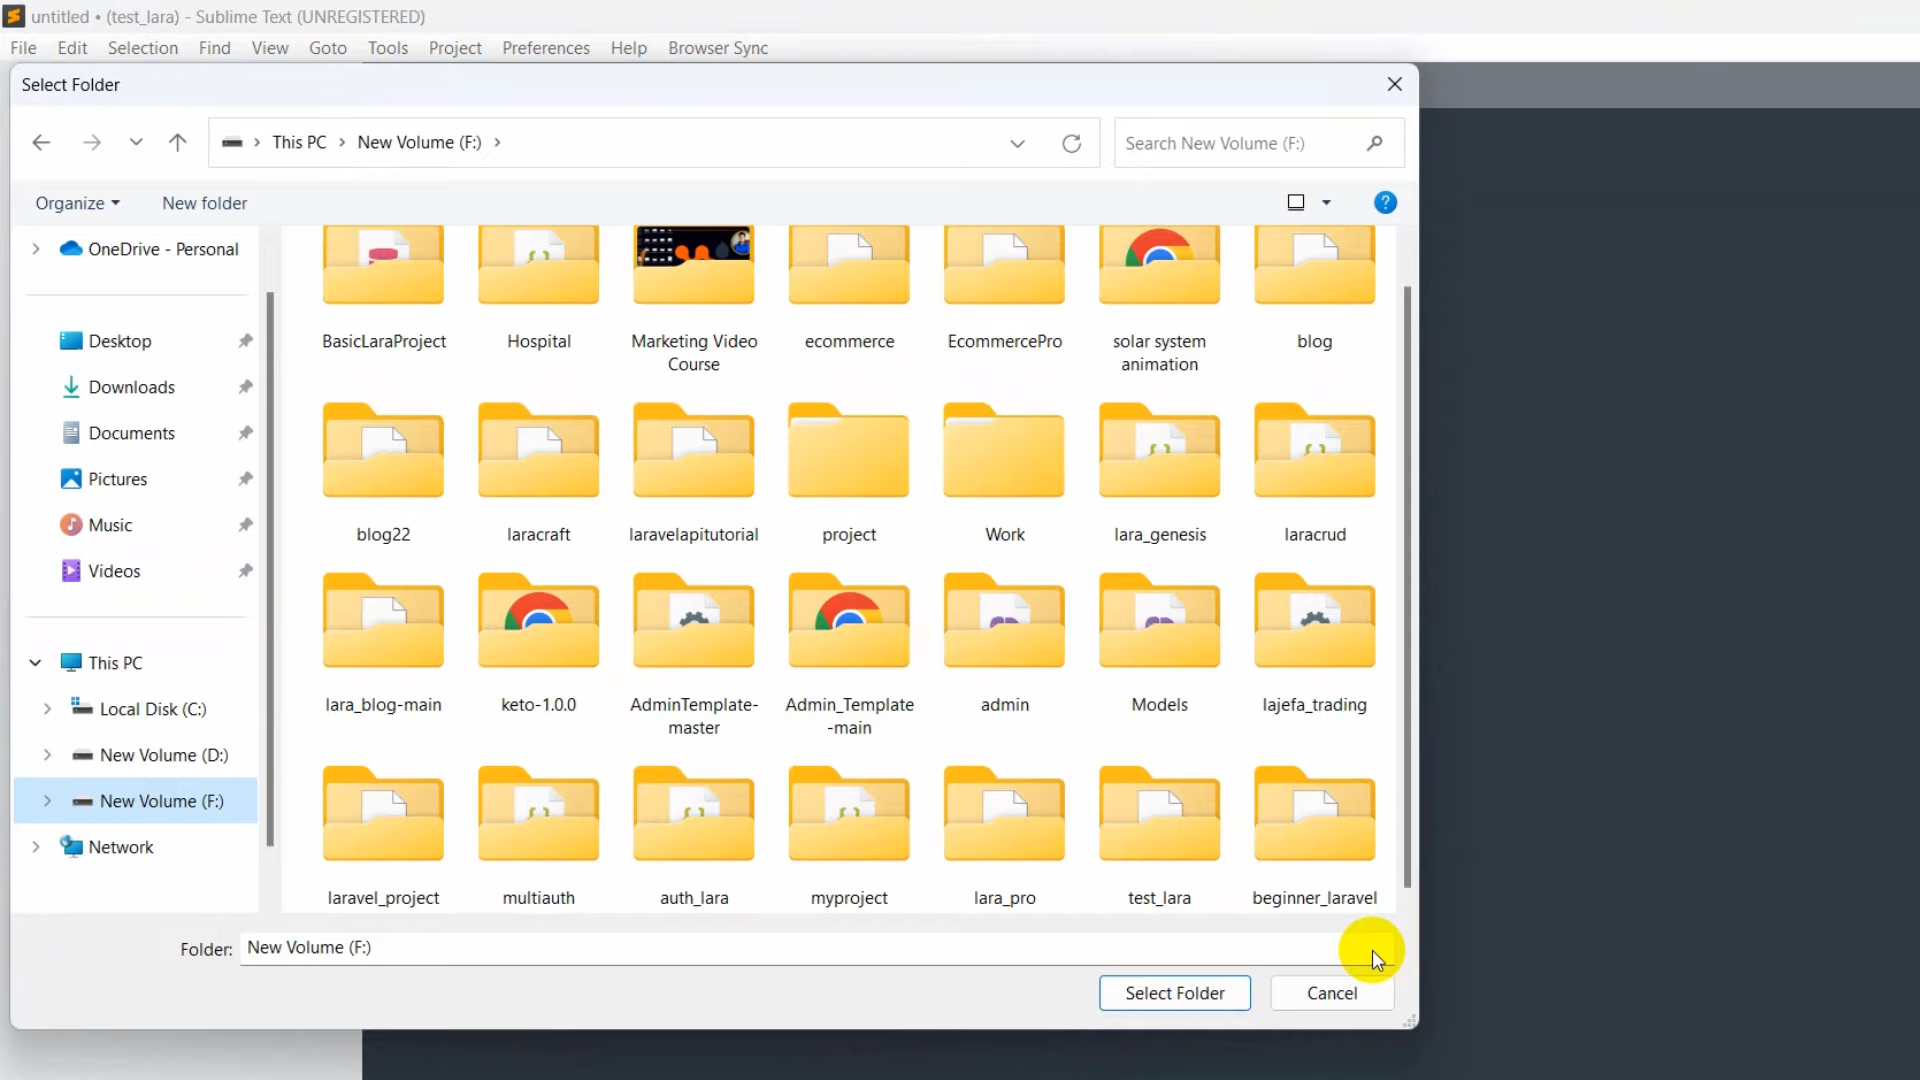 untitled • (test_lara) - Sublime Text (UNREGISTERED)
File Edit Selection Find View Goto Tools Project Preferences Help Browser Sync
Select Folder
This PC > New Volume (F:) >
Search New Volume (F:)
Organize New folder
OneDrive - Personal
Desktop
Downloads
Documents
Pictures
Music
Videos
This PC
Local Disk (C:)
New Volume (D:)
New Volume (F:)
Network
BasicLaraProject
Hospital
Marketing Video
Course
ecommerce
EcommercePro
solar system
animation
blog
blog22
laracraft
laravelapitutorial
project
Work
lara_genesis
laracrud
lara_blog-main
keto-1.0.0
AdminTemplate-
master
Admin_Template
-main
admin
Models
lajefa_trading
laravel_project
multiauth
auth_lara
myproject
lara_pro
test_lara
beginner_laravel
Folder: New Volume (F:)
Select Folder Cancel